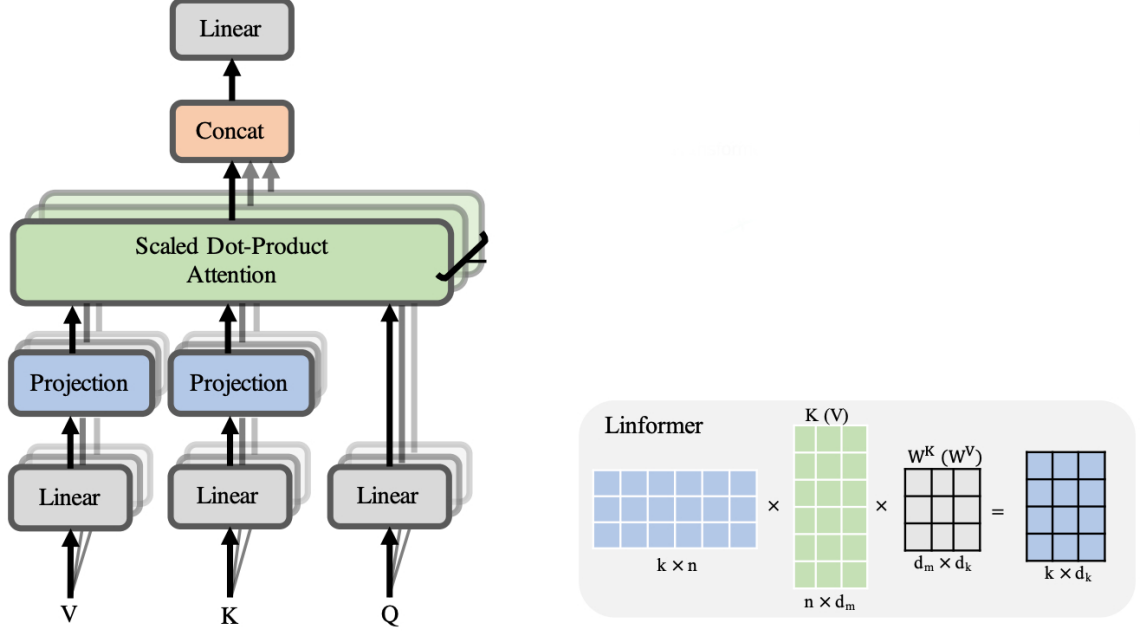 Linear
Concat
Scaled Dot-Product
Attention
Projection
Projection
Linear
Linear
Linear
V
K
Q
Linformer
K (V)
W^K (W^V)
×
×
=
k × n
n × d_m
d_m × d_k
k × d_k